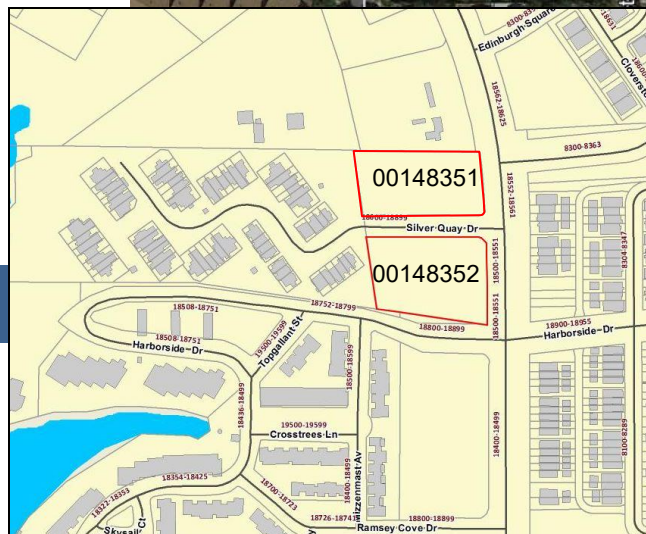 8300-83
Edinburgh Square
18562-18625
Cloverst
8300-8363
00148351
18552-18561
18800-18899
Silver Quay Dr
18500-18551
8304-8347
00148352
18508-18751
18752-18799
18500-18551
18800-18899
18900-18955
Harborside Dr
18508-18751
Harborside Dr
19500-19599
Topgallant St
18500-18599
18436-18499
19500-19599
Crosstrees Ln
18400-18499
8100-8289
18400-18499
Mizzenmast Av
18354-18425
18322-18353
18700-18723
18726-18741
18800-18899
Skysail Ct
Ramsey Cove Dr